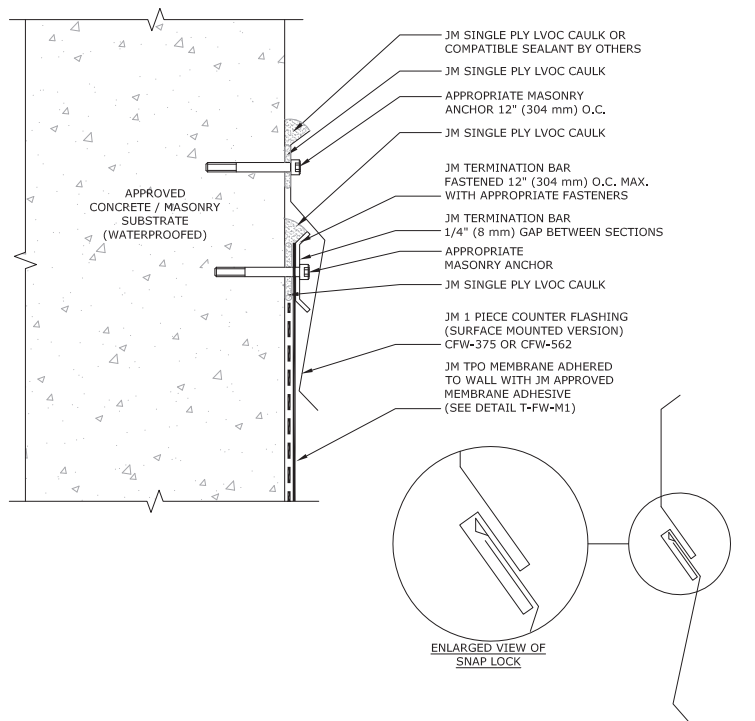 JM SINGLE PLY LVOC CAULK OR
COMPATIBLE SEALANT BY OTHERS
JM SINGLE PLY LVOC CAULK
APPROPRIATE MASONRY
ANCHOR 12" (304 mm) O.C.
JM SINGLE PLY LVOC CAULK
JM TERMINATION BAR
FASTENED 12" (304 mm) O.C. MAX.
WITH APPROPRIATE FASTENERS
APPROVED
CONCRETE / MASONRY
SUBSTRATE
(WATERPROOFED)
JM TERMINATION BAR
1/4" (8 mm) GAP BETWEEN SECTIONS
APPROPRIATE
MASONRY ANCHOR
JM SINGLE PLY LVOC CAULK
JM 1 PIECE COUNTER FLASHING
(SURFACE MOUNTED VERSION)
CFW-375 OR CFW-562
JM TPO MEMBRANE ADHERED
TO WALL WITH JM APPROVED
MEMBRANE ADHESIVE
(SEE DETAIL T-FW-M1)
ENLARGED VIEW OF
SNAP LOCK